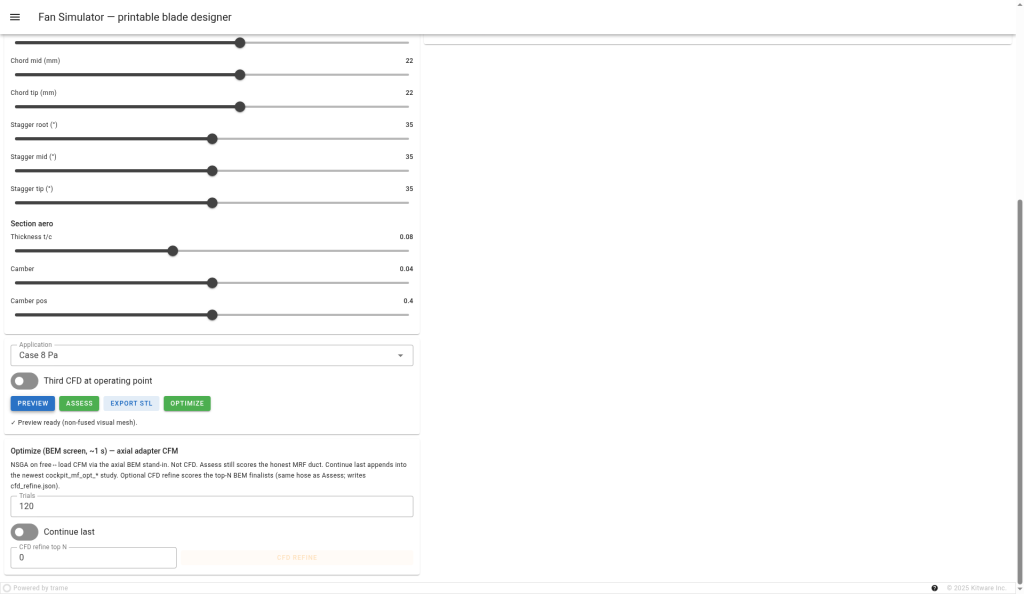 Fan Simulator — printable blade designer
Chord mid (mm) 22
Chord tip (mm) 22
Stagger root (°) 35
Stagger mid (°) 35
Stagger tip (°) 35
Section aero
Thickness t/c 0.08
Camber 0.04
Camber pos 0.4
Application
Case 8 Pa
Third CFD at operating point
PREVIEW ASSESS EXPORT STL OPTIMIZE
✓ Preview ready (non-fused visual mesh).
Optimize (BEM screen, ~1 s) — axial adapter CFM
NSGA on free-load CFM via the axial BEM stand-in. Not CFD. Assess still scores the honest MRF duct. Continue last appends into
the newest cockpit_mf_opt_* study. Optional CFD refine scores the top-N BEM finalists (same hose as Assess; writes
cfd_refine.json).
Trials
120
Continue last
CFD refine top N
0
CFD REFINE
Powered by trame
© 2025 Kitware Inc.